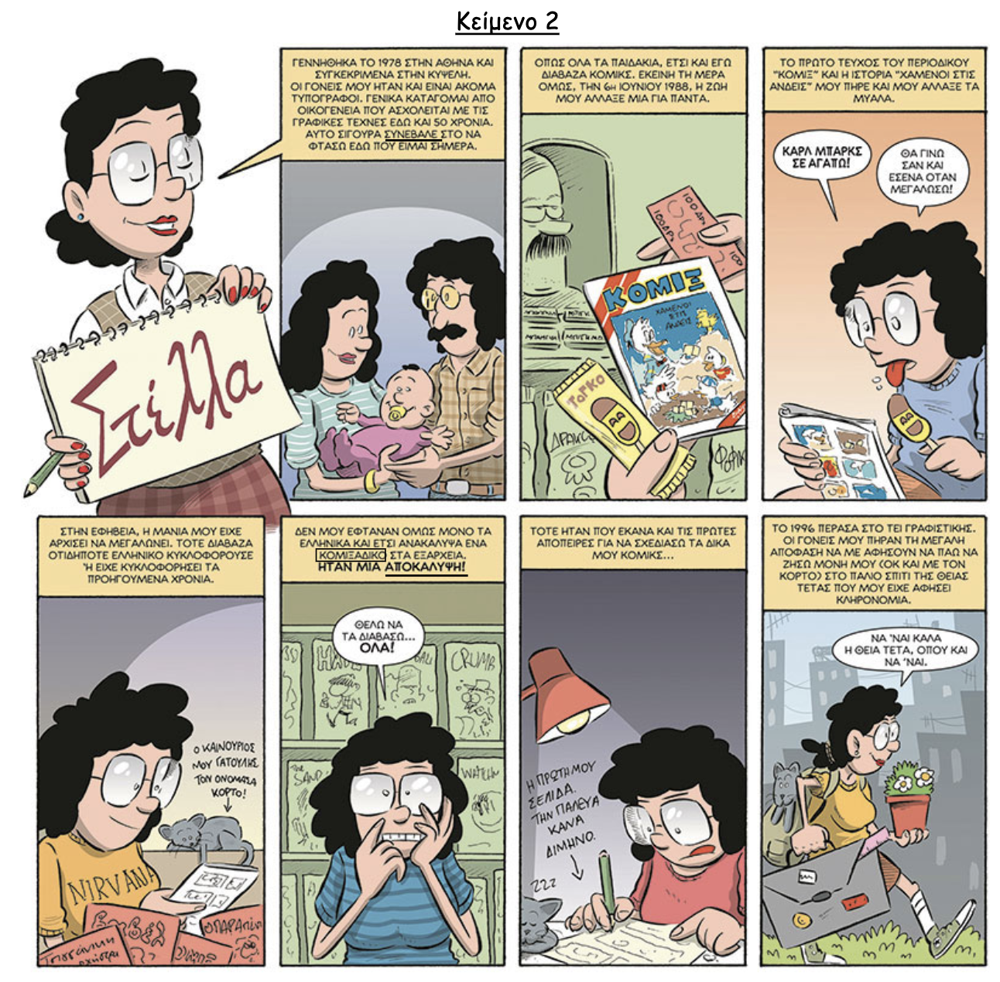 Κείμενο 2
ΓΕΝΝΗΘΗΚΑ ΤΟ 1978 ΣΤΗΝ ΑΘΗΝΑ ΚΑΙ
ΣΥΓΚΕΚΡΙΜΕΝΑ ΣΤΗΝ ΚΥΨΕΛΗ.
ΟΙ ΓΟΝΕΙΣ ΜΟΥ ΗΤΑΝ ΚΑΙ ΕΙΝΑΙ ΑΚΟΜΑ
ΤΥΠΟΓΡΑΦΟΙ. ΓΕΝΙΚΑ ΚΑΤΑΓΟΜΑΙ ΑΠΟ
ΟΙΚΟΓΕΝΕΙΑ ΠΟΥ ΑΣΧΟΛΕΙΤΑΙ ΜΕ ΤΙΣ
ΓΡΑΦΙΚΕΣ ΤΕΧΝΕΣ ΕΔΩ ΚΑΙ 50 ΧΡΟΝΙΑ.
ΑΥΤΟ ΣΙΓΟΥΡΑ ΣΥΝΕΒΑΛΕ ΣΤΟ ΝΑ
ΦΤΑΣΩ ΕΔΩ ΠΟΥ ΕΙΜΑΙ ΣΗΜΕΡΑ.
Στέλλα
ΟΠΩΣ ΟΛΑ ΤΑ ΠΑΙΔΑΚΙΑ, ΕΤΣΙ ΚΑΙ ΕΓΩ
ΔΙΑΒΑΖΑ ΚΟΜΙΚΣ. ΕΚΕΙΝΗ ΤΗ ΜΕΡΑ
ΟΜΩΣ, ΤΗΝ 6η ΙΟΥΝΙΟΥ 1988, Η ΖΩΗ
ΜΟΥ ΑΛΛΑΞΕ ΜΙΑ ΓΙΑ ΠΑΝΤΑ.
100 ΔΡΧ
100 ΔΡΧ
100
ΚΟΜΙΞ
ΧΑΜΕΝΟΙ
ΣΤΙΣ
ΑΝΔΕΙΣ
ΤαΓΚΟ
ΤΟ ΠΡΩΤΟ ΤΕΥΧΟΣ ΤΟΥ ΠΕΡΙΟΔΙΚΟΥ
"ΚΟΜΙΞ" ΚΑΙ Η ΙΣΤΟΡΙΑ "ΧΑΜΕΝΟΙ ΣΤΙΣ
ΑΝΔΕΙΣ" ΜΟΥ ΠΗΡΕ ΚΑΙ ΜΟΥ ΑΛΛΑΞΕ ΤΑ
ΜΥΑΛΑ.
ΚΑΡΛ ΜΠΑΡΚΣ
ΣΕ ΑΓΑΠΩ!
ΘΑ ΓΙΝΩ
ΣΑΝ ΚΑΙ
ΕΣΕΝΑ ΟΤΑΝ
ΜΕΓΑΛΩΣΩ!
ΣΤΗΝ ΕΦΗΒΕΙΑ, Η ΜΑΝΙΑ ΜΟΥ ΕΙΧΕ
ΑΡΧΙΣΕΙ ΝΑ ΜΕΓΑΛΩΝΕΙ. ΤΟΤΕ ΔΙΑΒΑΖΑ
ΟΤΙΔΗΠΟΤΕ ΕΛΛΗΝΙΚΟ ΚΥΚΛΟΦΟΡΟΥΣΕ
Ή ΕΙΧΕ ΚΥΚΛΟΦΟΡΗΣΕΙ ΤΑ
ΠΡΟΗΓΟΥΜΕΝΑ ΧΡΟΝΙΑ.
Ο ΚΑΙΝΟΥΡΙΟΣ
ΜΟΥ ΓΑΤΟΥΛΗΣ
ΤΟΝ ΟΝΟΜΑΣΑ
ΚΟΡΤΟ!
NIRVANA
Βαβέλ
ΠΑΡΑπέντε
ΔΕΝ ΜΟΥ ΕΦΤΑΝΑΝ ΟΜΩΣ ΜΟΝΟ ΤΑ
ΕΛΛΗΝΙΚΑ ΚΑΙ ΕΤΣΙ ΑΝΑΚΑΛΥΨΑ ΕΝΑ
ΚΟΜΙΞΑΔΙΚΟ ΣΤΑ ΕΞΑΡΧΕΙΑ.
ΗΤΑΝ ΜΙΑ ΑΠΟΚΑΛΥΨΗ!
ΘΕΛΩ ΝΑ
ΤΑ ΔΙΑΒΑΣΩ...
ΟΛΑ!
CRUMB
SAND
WATCHM
ΤΟΤΕ ΗΤΑΝ ΠΟΥ ΕΚΑΝΑ ΚΑΙ ΤΙΣ ΠΡΩΤΕΣ
ΑΠΟΠΕΙΡΕΣ ΓΙΑ ΝΑ ΣΧΕΔΙΑΣΩ ΤΑ ΔΙΚΑ
ΜΟΥ ΚΟΜΙΚΣ...
Η ΠΡΩΤΗ ΜΟΥ
ΣΕΛΙΔΑ.
ΤΗΝ ΠΑΛΕΥΑ
ΚΑΝΑ
ΔΙΜΗΝΟ.
ZZZ
ΤΟ 1996 ΠΕΡΑΣΑ ΣΤΟ ΤΕΙ ΓΡΑΦΙΣΤΙΚΗΣ.
ΟΙ ΓΟΝΕΙΣ ΜΟΥ ΠΗΡΑΝ ΤΗ ΜΕΓΑΛΗ
ΑΠΟΦΑΣΗ ΝΑ ΜΕ ΑΦΗΣΟΥΝ ΝΑ ΠΑΩ ΝΑ
ΖΗΣΩ ΜΟΝΗ ΜΟΥ (ΟΚ ΚΑΙ ΜΕ ΤΟΝ
ΚΟΡΤΟ) ΣΤΟ ΠΑΛΙΟ ΣΠΙΤΙ ΤΗΣ ΘΕΙΑΣ
ΤΕΤΑΣ ΠΟΥ ΜΟΥ ΕΙΧΕ ΑΦΗΣΕΙ
ΚΛΗΡΟΝΟΜΙΑ.
ΝΑ 'ΝΑΙ ΚΑΛΑ
Η ΘΕΙΑ ΤΕΤΑ, ΟΠΟΥ ΚΑΙ
ΝΑ 'ΝΑΙ.